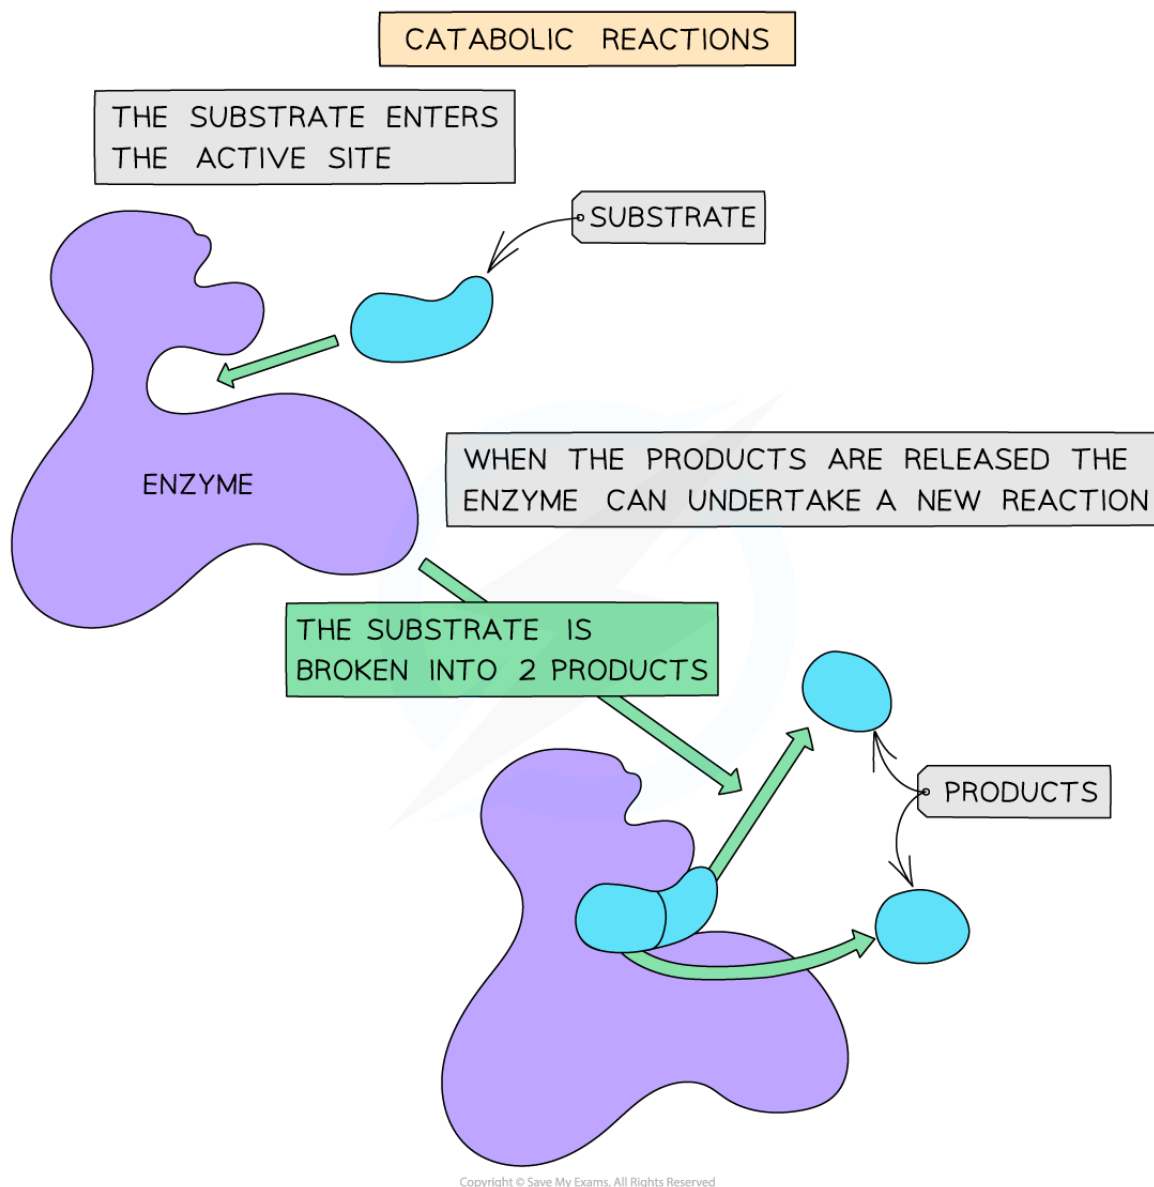 CATABOLIC REACTIONS
THE SUBSTRATE ENTERS
THE ACTIVE SITE
SUBSTRATE
ENZYME
WHEN THE PRODUCTS ARE RELEASED THE
ENZYME CAN UNDERTAKE A NEW REACTION
THE SUBSTRATE IS
BROKEN INTO 2 PRODUCTS
PRODUCTS
Copyright © Save My Exams. All Rights Reserved